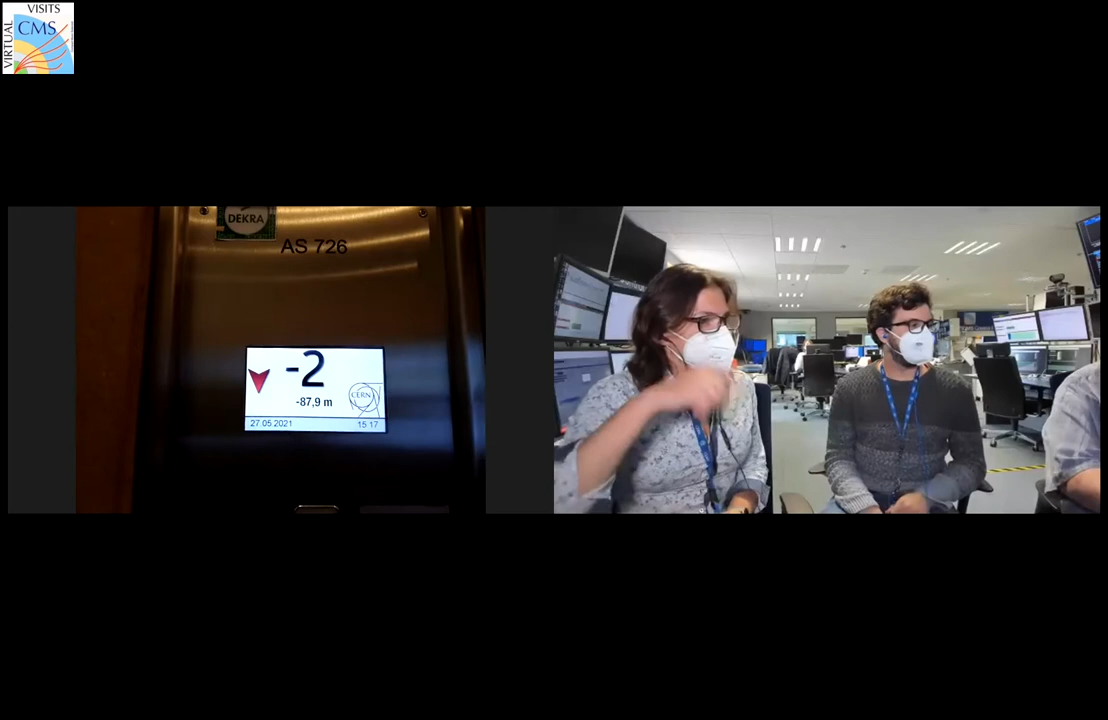 VISITS
VIRTUAL
CMS
DEKRA
AS 726
-2
-87,9 m
CERN
27.05.2021
15 17